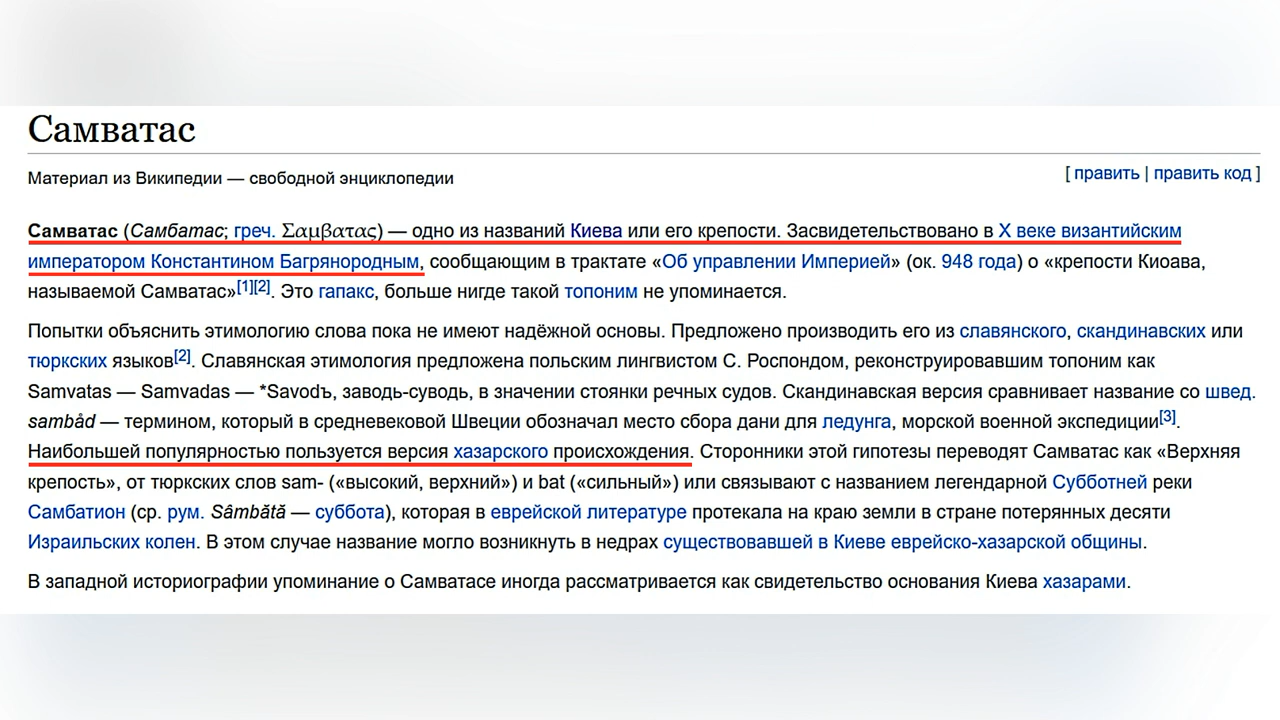 Самватас
Материал из Википедии — свободной энциклопедии
[ править | править код ]
Самватас (Самбатас; греч. Σαμβατας) — одно из названий Киева или его крепости. Засвидетельствовано в X веке византийским
императором Константином Багрянородным, сообщающим в трактате «Об управлении Империей» (ок. 948 года) о «крепости Киоава,
называемой Самватас»[1][2]. Это гапакс, больше нигде такой топоним не упоминается.
Попытки объяснить этимологию слова пока не имеют надёжной основы. Предложено производить его из славянского, скандинавских или
тюркских языков[2]. Славянская этимология предложена польским лингвистом С. Роспондом, реконструировавшим топоним как
Samvatas — Samvadas — *Savodъ, заводь-суводь, в значении стоянки речных судов. Скандинавская версия сравнивает название со швед.
sambåd — термином, который в средневековой Швеции обозначал место сбора дани для ледунга, морской военной экспедиции[3].
Наибольшей популярностью пользуется версия хазарского происхождения. Сторонники этой гипотезы переводят Самватас как «Верхняя
крепость», от тюркских слов sam- («высокий, верхний») и bat («сильный») или связывают с названием легендарной Субботней реки
Самбатион (ср. рум. Sâmbătă — суббота), которая в еврейской литературе протекала на краю земли в стране потерянных десяти
Израильских колен. В этом случае название могло возникнуть в недрах существовавшей в Киеве еврейско-хазарской общины.
В западной историографии упоминание о Самватасе иногда рассматривается как свидетельство основания Киева хазарами.